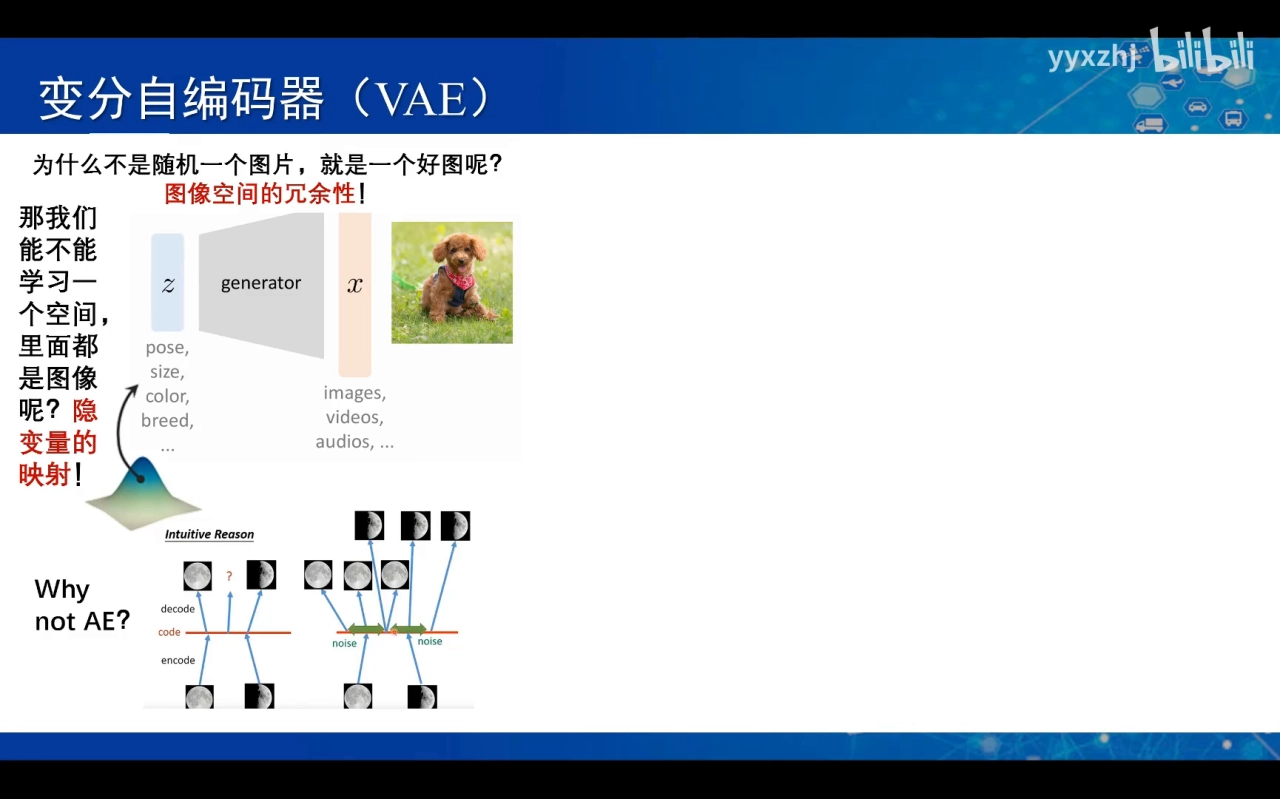 yyxzhj bilibili
变分自编码器（VAE）
为什么不是随机一个图片，就是一个好图呢？
图像空间的冗余性！
那我们
能不能
学习一
个空间，
里面都
是图像
呢？隐
变量的
映射！
z
generator
x
pose,
size,
color,
breed,
...
images,
videos,
audios, ...
Intuitive Reason
Why
not AE？
?
decode
code
encode
noise
noise